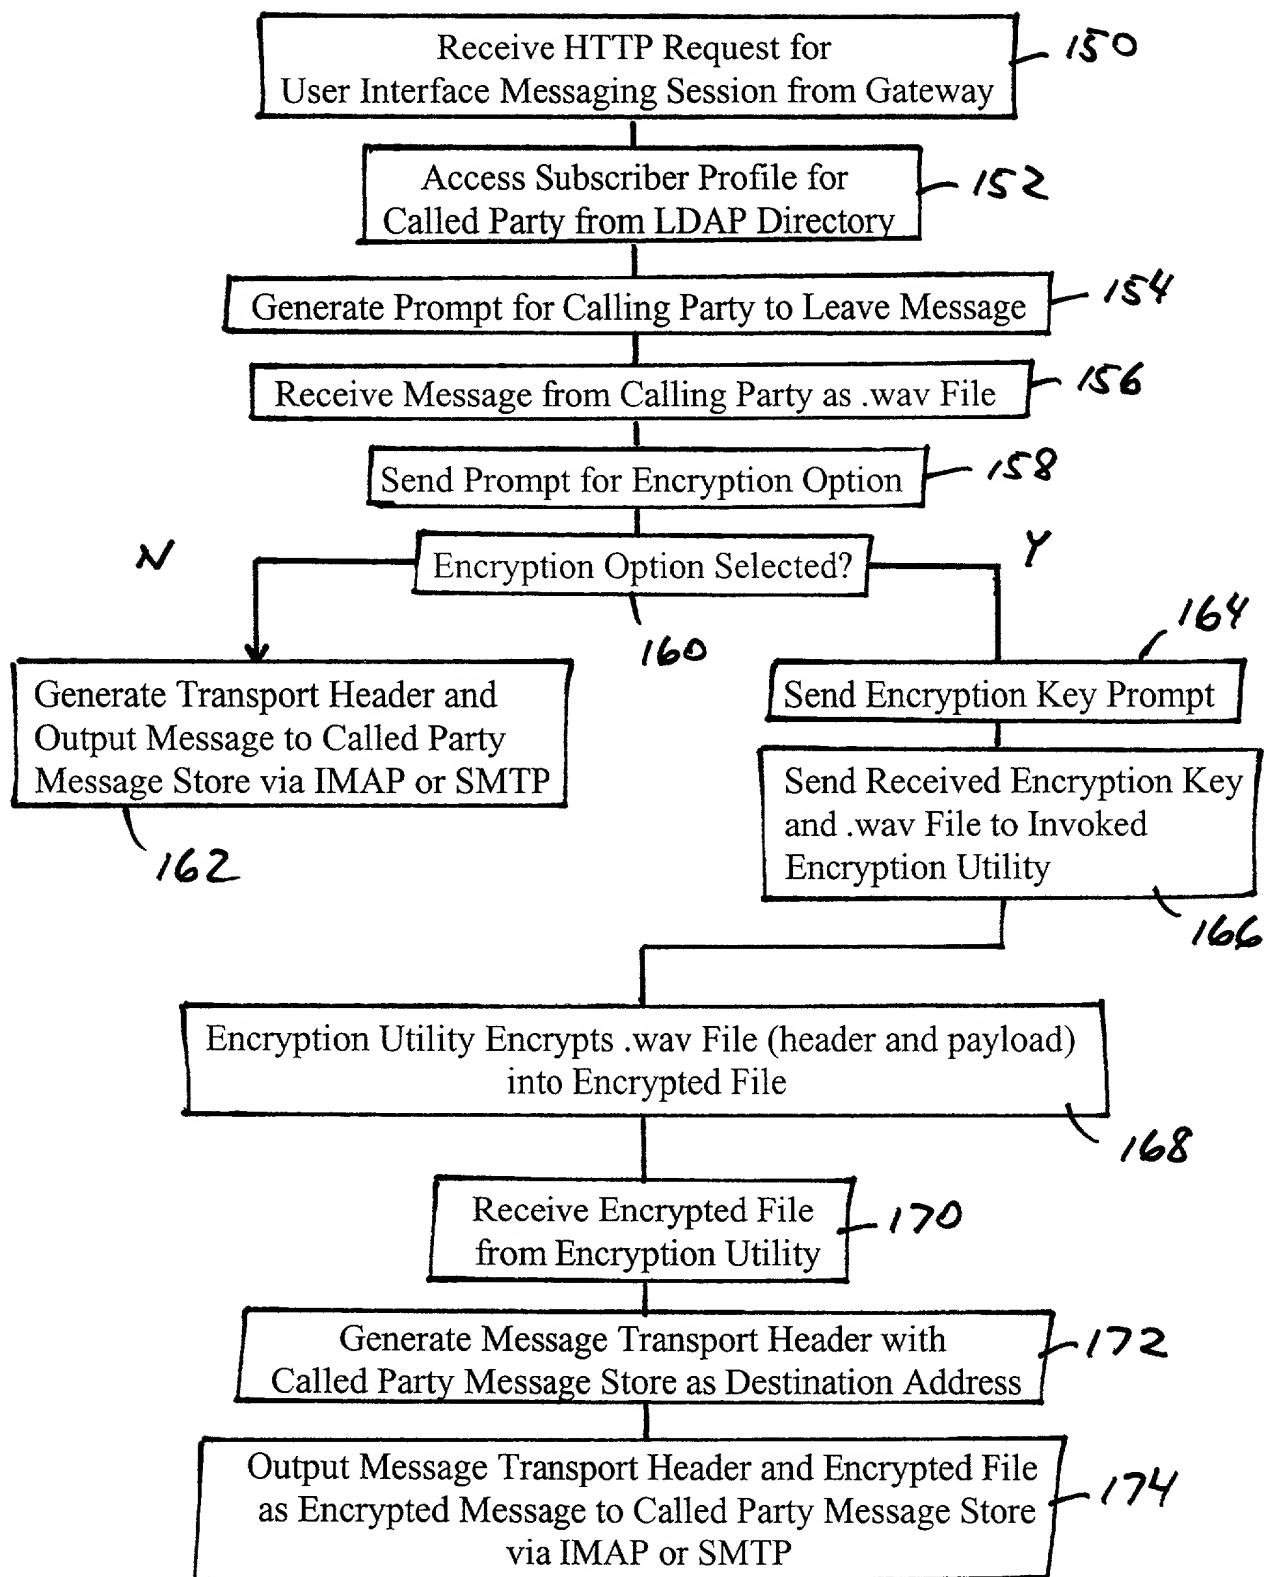 Receive HTTP Request for
User Interface Messaging Session from Gateway
150
Access Subscriber Profile for
Called Party from LDAP Directory
152
Generate Prompt for Calling Party to Leave Message
154
Receive Message from Calling Party as .wav File
156
Send Prompt for Encryption Option
158
N
Encryption Option Selected?
Y
160
164
Generate Transport Header and
Output Message to Called Party
Message Store via IMAP or SMTP
162
Send Encryption Key Prompt
Send Received Encryption Key
and .wav File to Invoked
Encryption Utility
166
Encryption Utility Encrypts .wav File (header and payload)
into Encrypted File
168
Receive Encrypted File
from Encryption Utility
170
Generate Message Transport Header with
Called Party Message Store as Destination Address
172
Output Message Transport Header and Encrypted File
as Encrypted Message to Called Party Message Store
via IMAP or SMTP
174